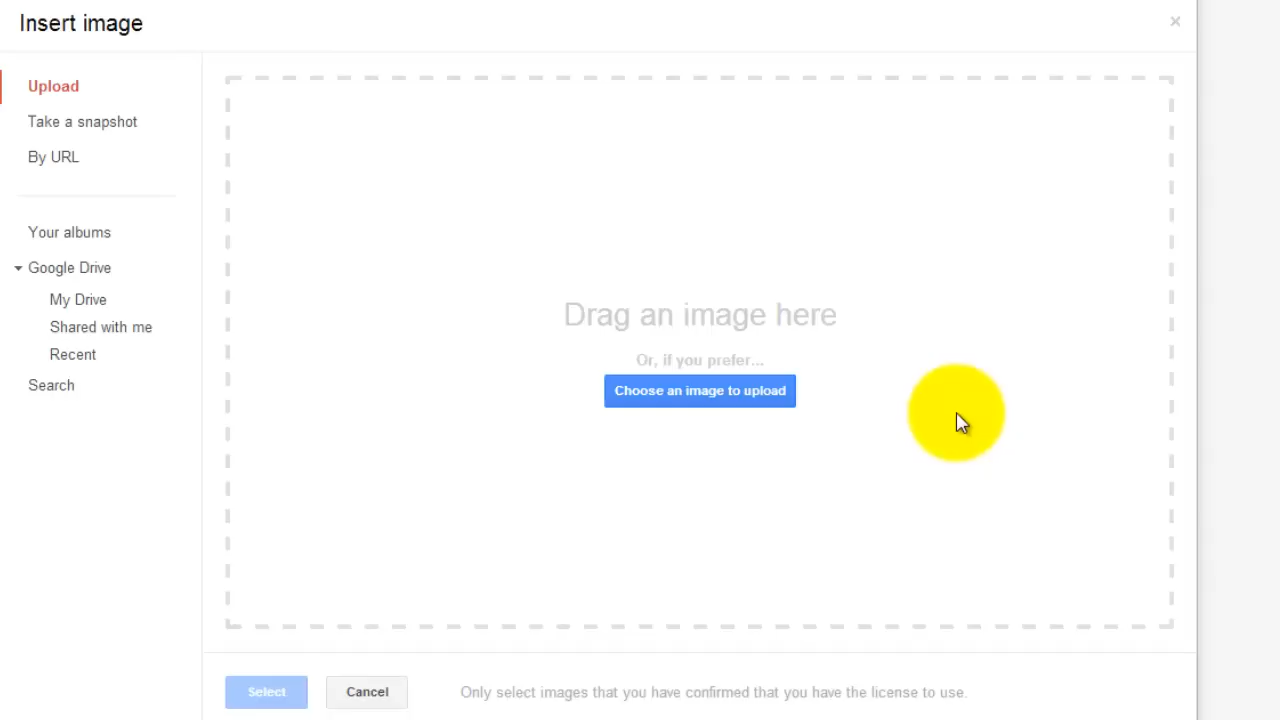 Insert image
×
Upload
Take a snapshot
By URL
Your albums
Google Drive
My Drive
Shared with me
Recent
Search
Drag an image here
Or, if you prefer...
Choose an image to upload
Select
Cancel
Only select images that you have confirmed that you have the license to use.